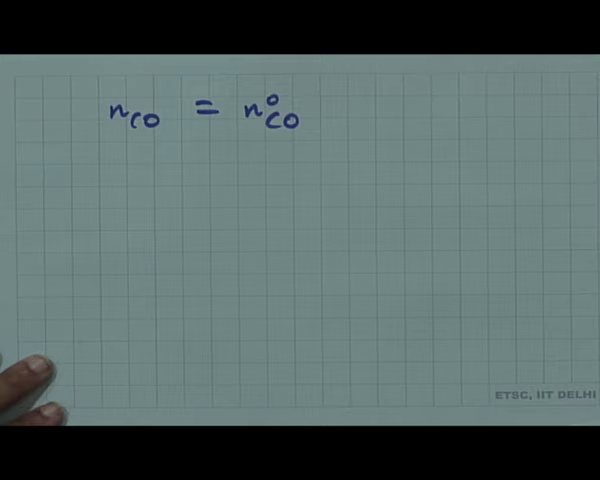 n_CO = n°_CO
ETSC, IIT DELHI